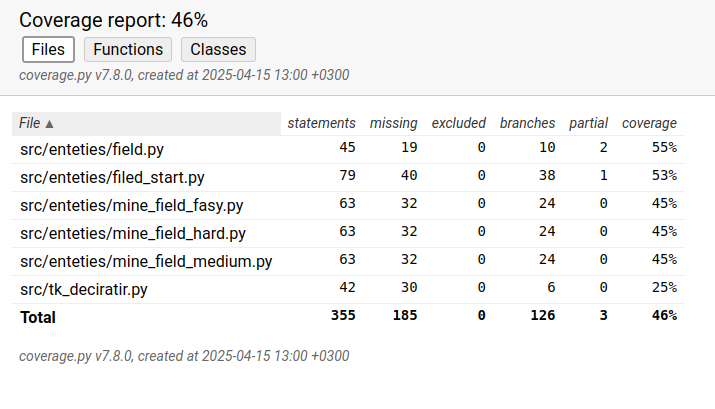 Coverage report: 46%
Files Functions Classes
coverage.py v7.8.0, created at 2025-04-15 13:00 +0300
File ▲ statements missing excluded branches partial coverage
src/enteties/field.py 45 19 0 10 2 55%
src/enteties/filed_start.py 79 40 0 38 1 53%
src/enteties/mine_field_fasy.py 63 32 0 24 0 45%
src/enteties/mine_field_hard.py 63 32 0 24 0 45%
src/enteties/mine_field_medium.py 63 32 0 24 0 45%
src/tk_deciratir.py 42 30 0 6 0 25%
Total 355 185 0 126 3 46%
coverage.py v7.8.0, created at 2025-04-15 13:00 +0300